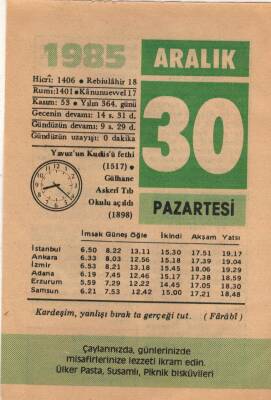 1985
ARALIK
Hicrî: 1406 • Rebiulâhir 18
Rumî: 1401 • Kânunuevvel 17
Kasım: 53 • Yılın 364. günü
Gecenin devamı: 14 s. 31 d.
Gündüzün devamı: 9 s. 29 d.
Gündüzün uzayışı: 0 dakika
30
PAZARTESİ
Yavuz'un Kudüs'ü fethi
(1517) •
Gülhane
Askerî Tıb
Okulu açıldı
(1898)
İmsak Güneş Öğle İkindi Akşam Yatsı
İstanbul 6.50 8.22 13.11 15.30 17.51 19.17
Ankara 6.33 8.03 12.56 15.18 17.39 19.04
İzmir 6.53 8.21 13.18 15.45 18.06 19.29
Adana 6.19 7.45 12.46 15.17 17.38 19.00
Erzurum 5.59 7.29 12.22 14.45 17.05 18.30
Samsun 6.21 7.53 12.42 15.00 17.21 18.48
Kardeşim, yanlışı bırak ta gerçeği tut. (Fârâbî)
Çaylarınızda, günlerinizde
misafirlerinize lezzeti ikram edin.
Ülker Pasta, Susamlı, Piknik bisküvileri